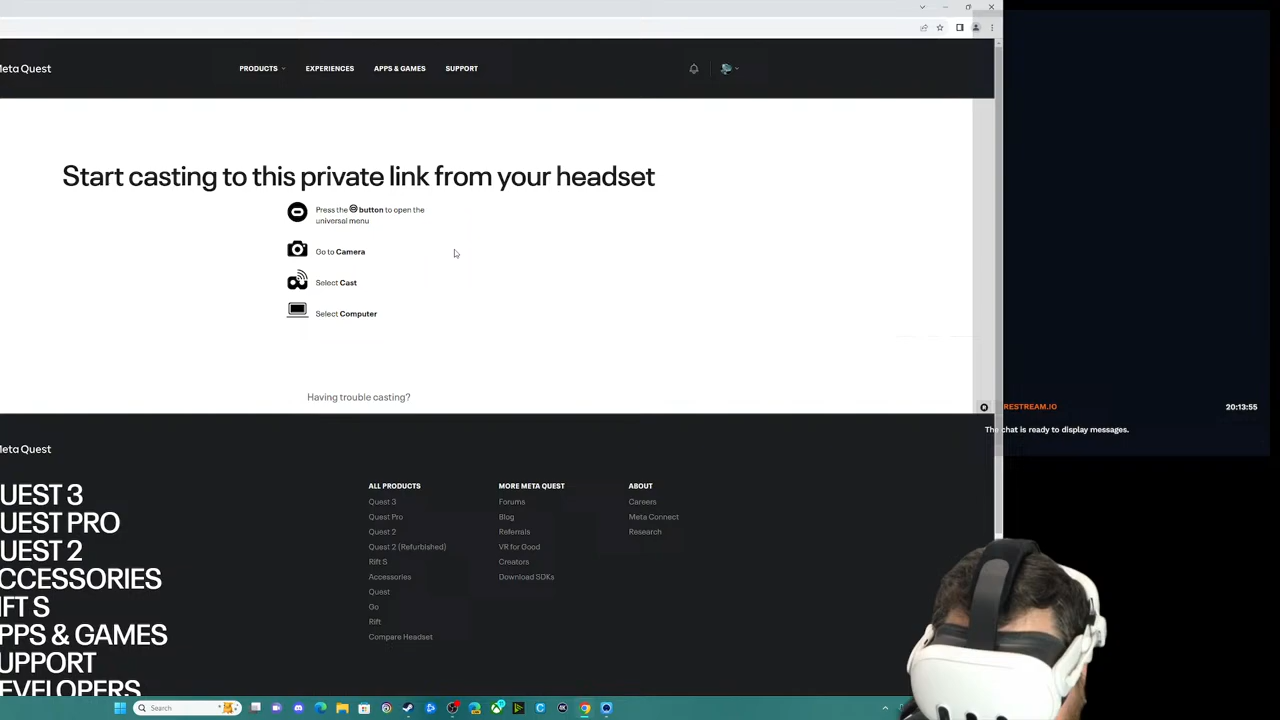 Meta Quest
PRODUCTS
EXPERIENCES
APPS & GAMES
SUPPORT
Start casting to this private link from your headset
Press the button to open the
universal menu
Go to Camera
Select Cast
Select Computer
Having trouble casting?
RESTREAM.IO
20:13:55
The chat is ready to display messages.
Meta Quest
UEST 3
UEST PRO
UEST 2
CCESSORIES
IFT S
PPS & GAMES
UPPORT
EVELOPERS
ALL PRODUCTS
Quest 3
Quest Pro
Quest 2
Quest 2 (Refurbished)
Rift S
Accessories
Quest
Go
Rift
Compare Headset
MORE META QUEST
Forums
Blog
Referrals
VR for Good
Creators
Download SDKs
ABOUT
Careers
Meta Connect
Research
Search